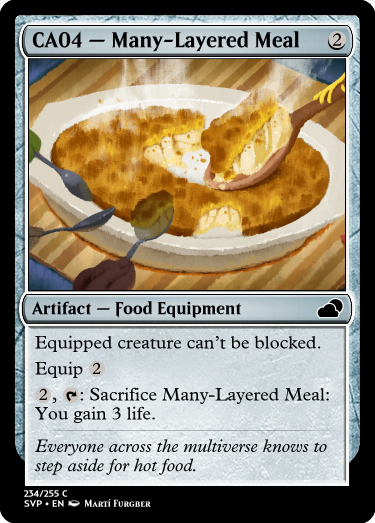 CA04 — Many-Layered Meal 2
Artifact — Food Equipment
Equipped creature can't be blocked.
Equip 2
2, : Sacrifice Many-Layered Meal:
You gain 3 life.
Everyone across the multiverse knows to
step aside for hot food.
234/255 C
SVP • EN Martí Furgber